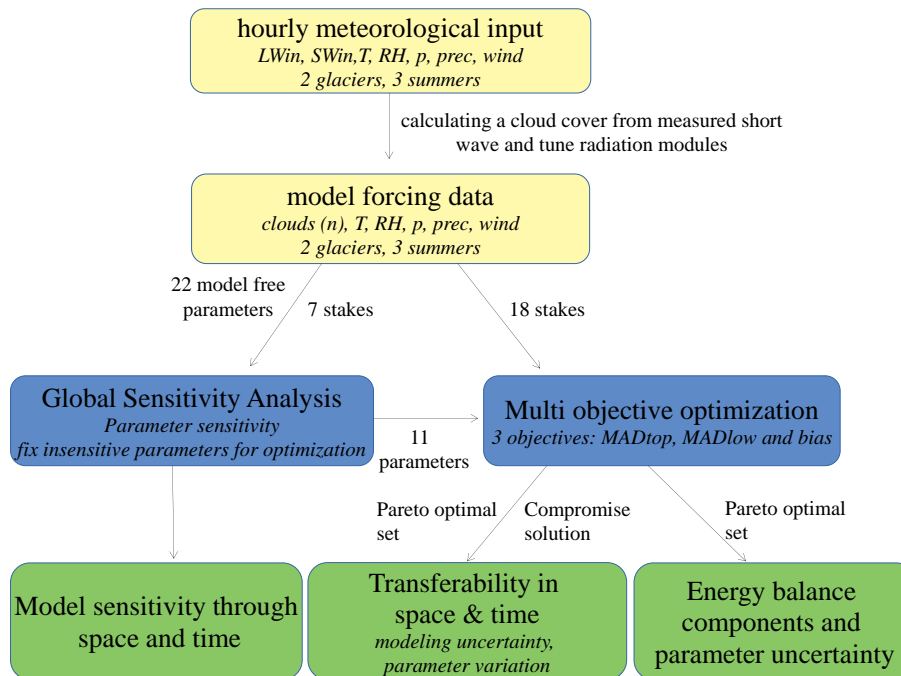 hourly meteorological input
LWin, SWin,T, RH, p, prec, wind
2 glaciers, 3 summers
calculating a cloud cover from measured short
wave and tune radiation modules
model forcing data
clouds (n), T, RH, p, prec, wind
2 glaciers, 3 summers
22 model free
parameters
7 stakes
18 stakes
Global Sensitivity Analysis
Parameter sensitivity
fix insensitive parameters for optimization
11
parameters
Multi objective optimization
3 objectives: MADtop, MADlow and bias
Pareto optimal
set
Compromise
solution
Pareto optimal
set
Model sensitivity through
space and time
Transferability in
space & time
modeling uncertainty,
parameter variation
Energy balance
components and
parameter uncertainty